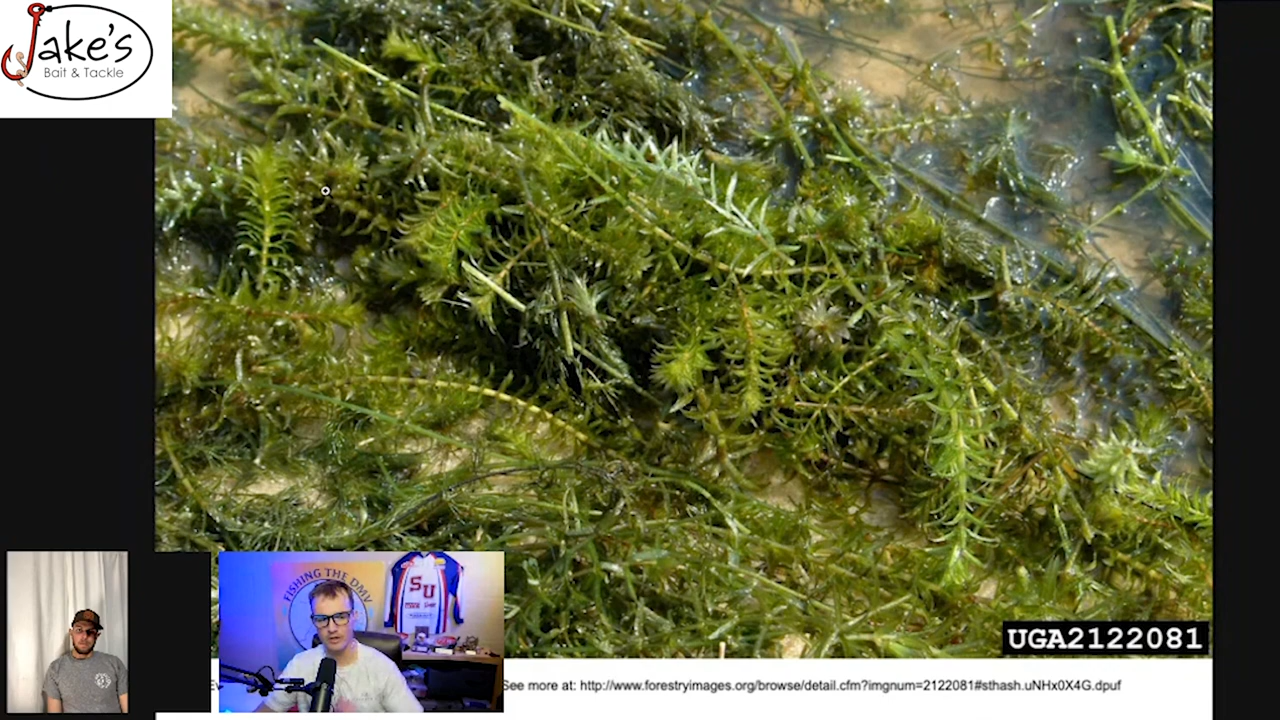 Jake's
Bait & Tackle
FISHING THE DMV
SU
UGA2122081
See more at: http://www.forestryimages.org/browse/detail.cfm?imgnum=2122081#sthash.uNHx0X4G.dpuf